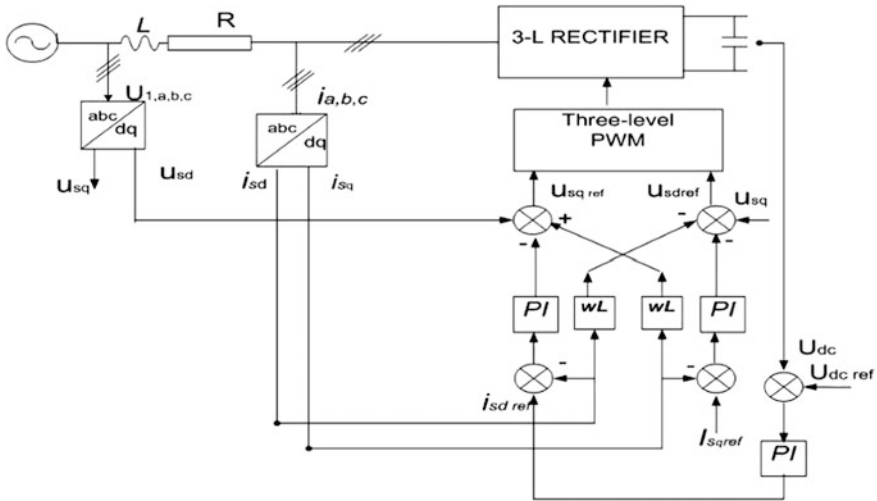 L
R
3-L RECTIFIER
U1,a,b,c
ia,b,c
abc
dq
abc
dq
Three-level
PWM
usq
usd
isd
isq
usq ref
usdref
usq
+
-
-
-
PI
wL
wL
PI
-
-
Udc
Udc ref
isd ref
Isqref
PI